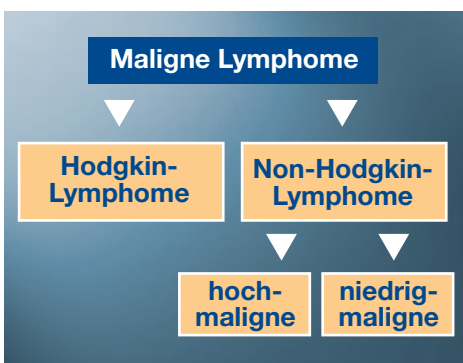 Maligne Lymphome
Hodgkin-
Lymphome
Non-Hodgkin-
Lymphome
hoch-
maligne
niedrig-
maligne